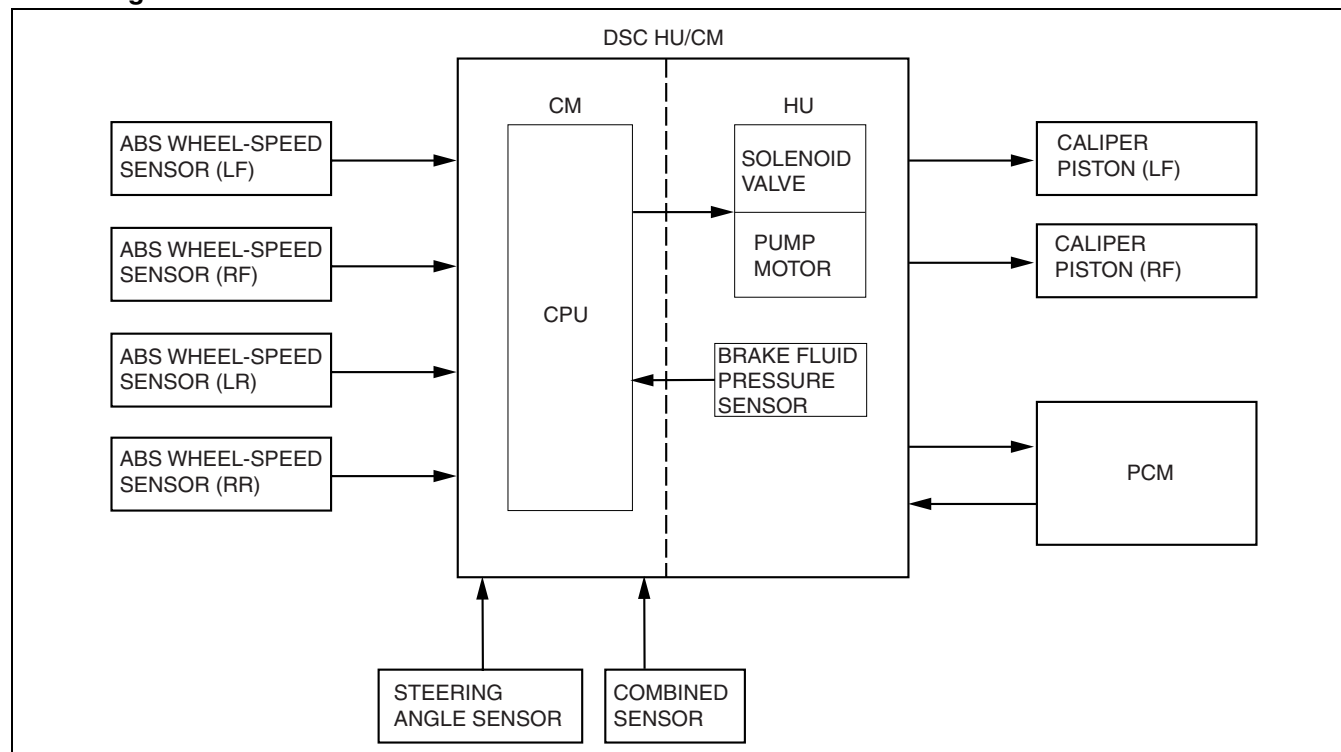 DSC HU/CM
CM
HU
ABS WHEEL-SPEED
SENSOR (LF)
ABS WHEEL-SPEED
SENSOR (RF)
ABS WHEEL-SPEED
SENSOR (LR)
ABS WHEEL-SPEED
SENSOR (RR)
CPU
SOLENOID
VALVE
PUMP
MOTOR
BRAKE FLUID
PRESSURE
SENSOR
CALIPER
PISTON (LF)
CALIPER
PISTON (RF)
PCM
STEERING
ANGLE SENSOR
COMBINED
SENSOR